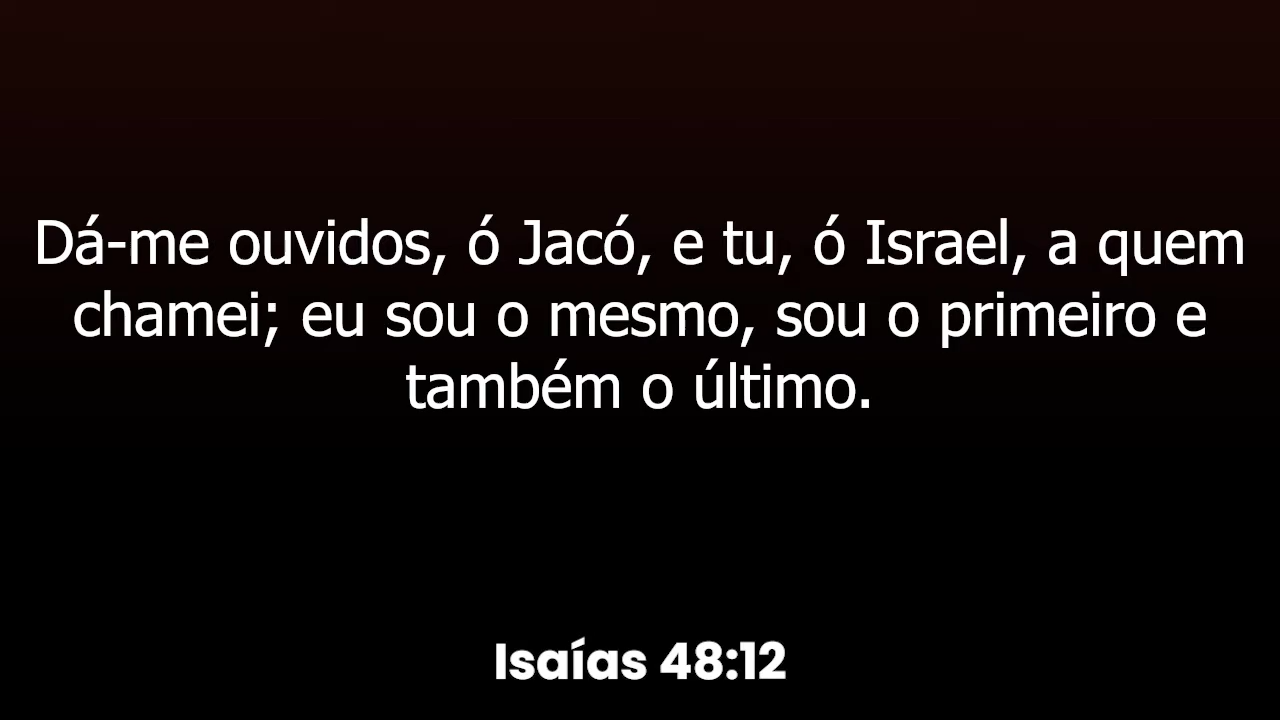 Dá-me ouvidos, ó Jacó, e tu, ó Israel, a quem
chamei; eu sou o mesmo, sou o primeiro e
também o último.
Isaías 48:12